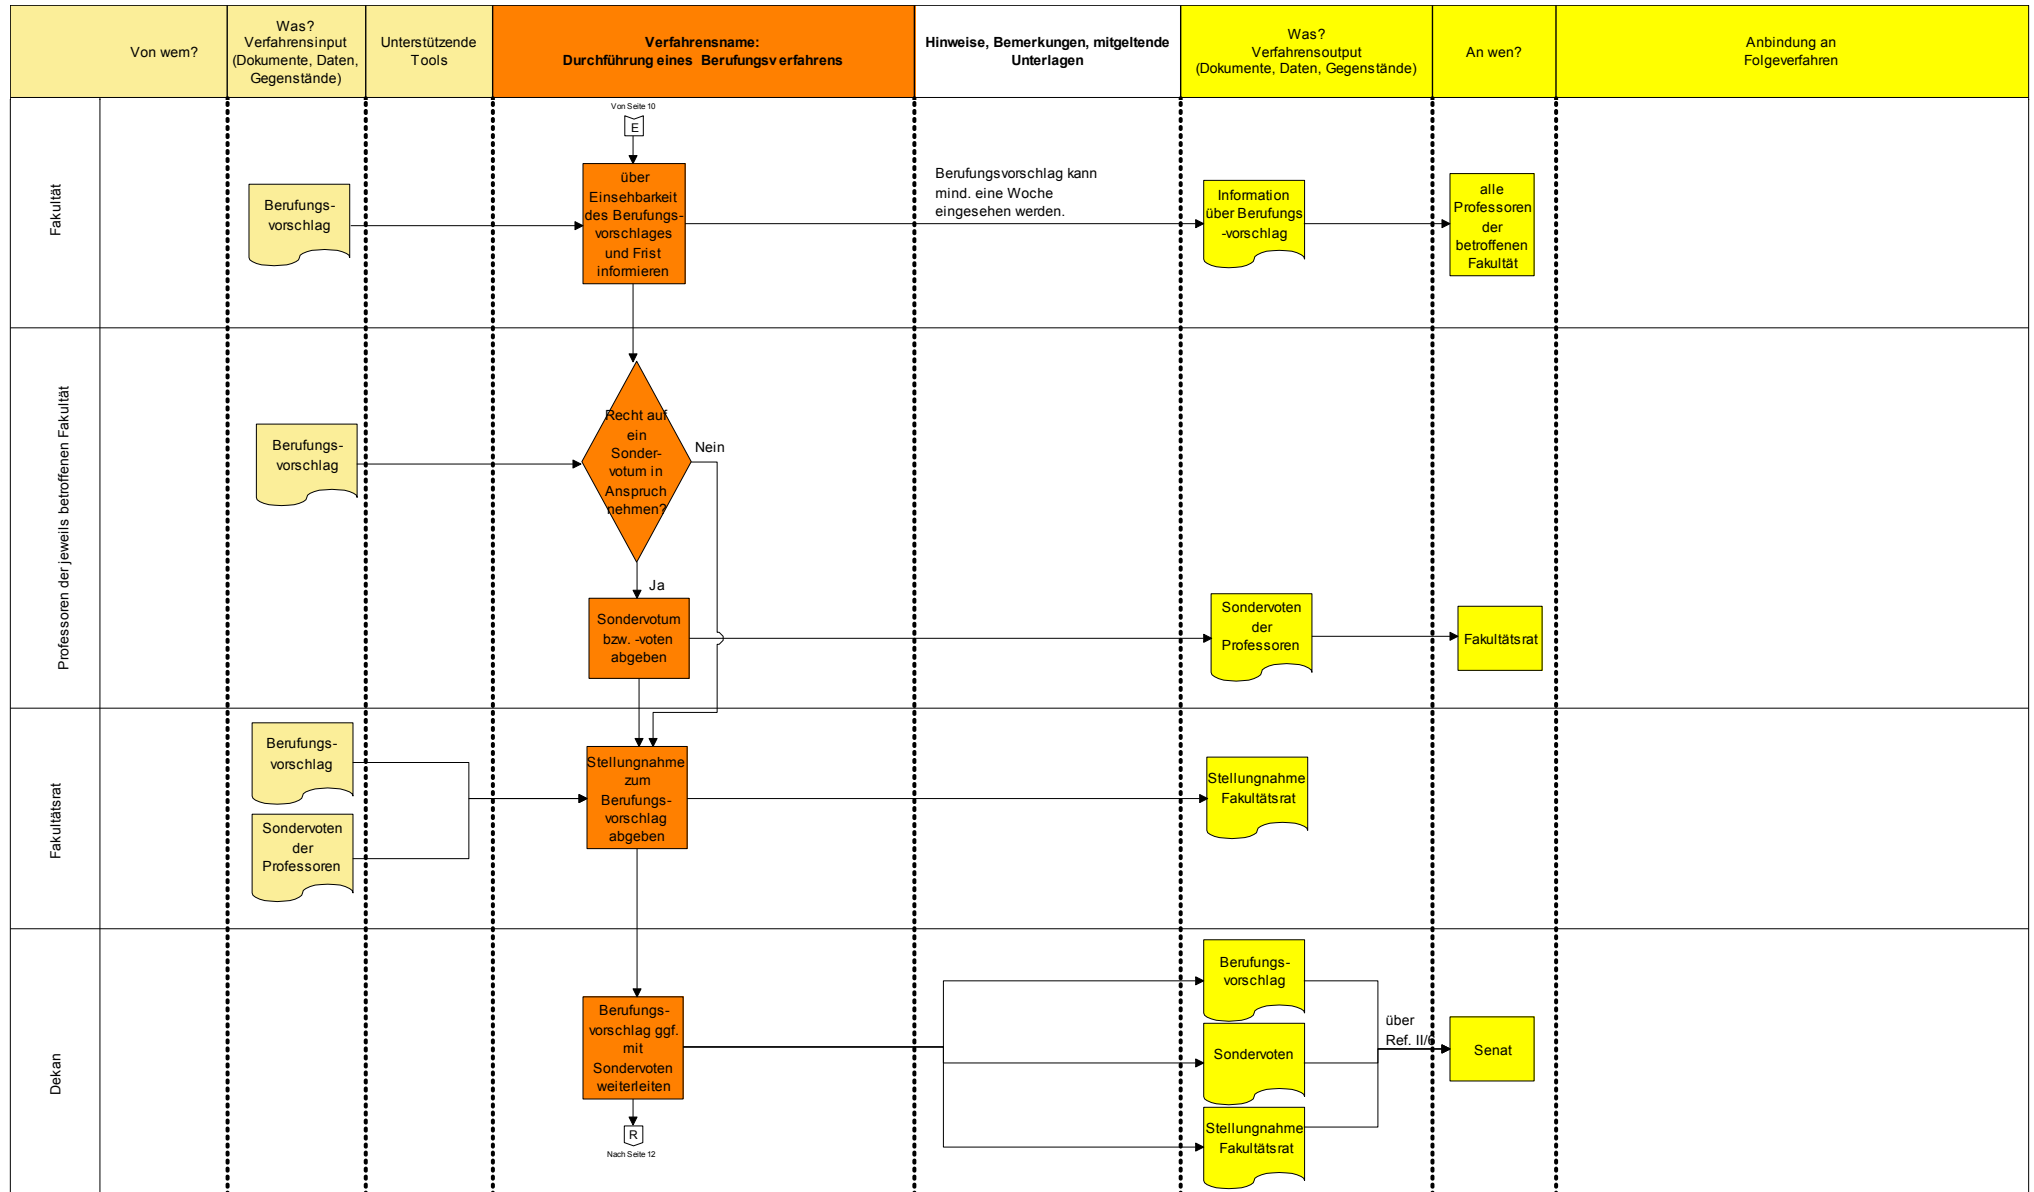 Von wem?
Was?
Verfahrensinput
(Dokumente, Daten,
Gegenstände)
Unterstützende
Tools
Verfahrensname:
Durchführung eines Berufungsverfahrens
Hinweise, Bemerkungen, mitgeltende
Unterlagen
Was?
Verfahrensoutput
(Dokumente, Daten, Gegenstände)
An wen?
Anbindung an
Folgeverfahren
Fakultät
Von Seite 10
E
Berufungs-
vorschlag
über
Einsehbarkeit
des Berufungs-
vorschlages
und Frist
informieren
Berufungsvorschlag kann
mind. eine Woche
eingesehen werden.
Information
über Berufungs
-vorschlag
alle
Professoren
der
betroffenen
Fakultät
Professoren der jeweils betroffenen Fakultät
Berufungs-
vorschlag
Recht auf
ein
Sonder-
votum in
Anspruch
nehmen?
Nein
Ja
Sondervotum
bzw. -voten
abgeben
Sondervoten
der
Professoren
Fakultätsrat
Fakultätsrat
Berufungs-
vorschlag
Sondervoten
der
Professoren
Stellungnahme
zum
Berufungs-
vorschlag
abgeben
Stellungnahme
Fakultätsrat
Dekan
Berufungs-
vorschlag ggf.
mit
Sondervoten
weiterleiten
R
Nach Seite 12
Berufungs-
vorschlag
Sondervoten
Stellungnahme
Fakultätsrat
über
Ref. II/6
Senat